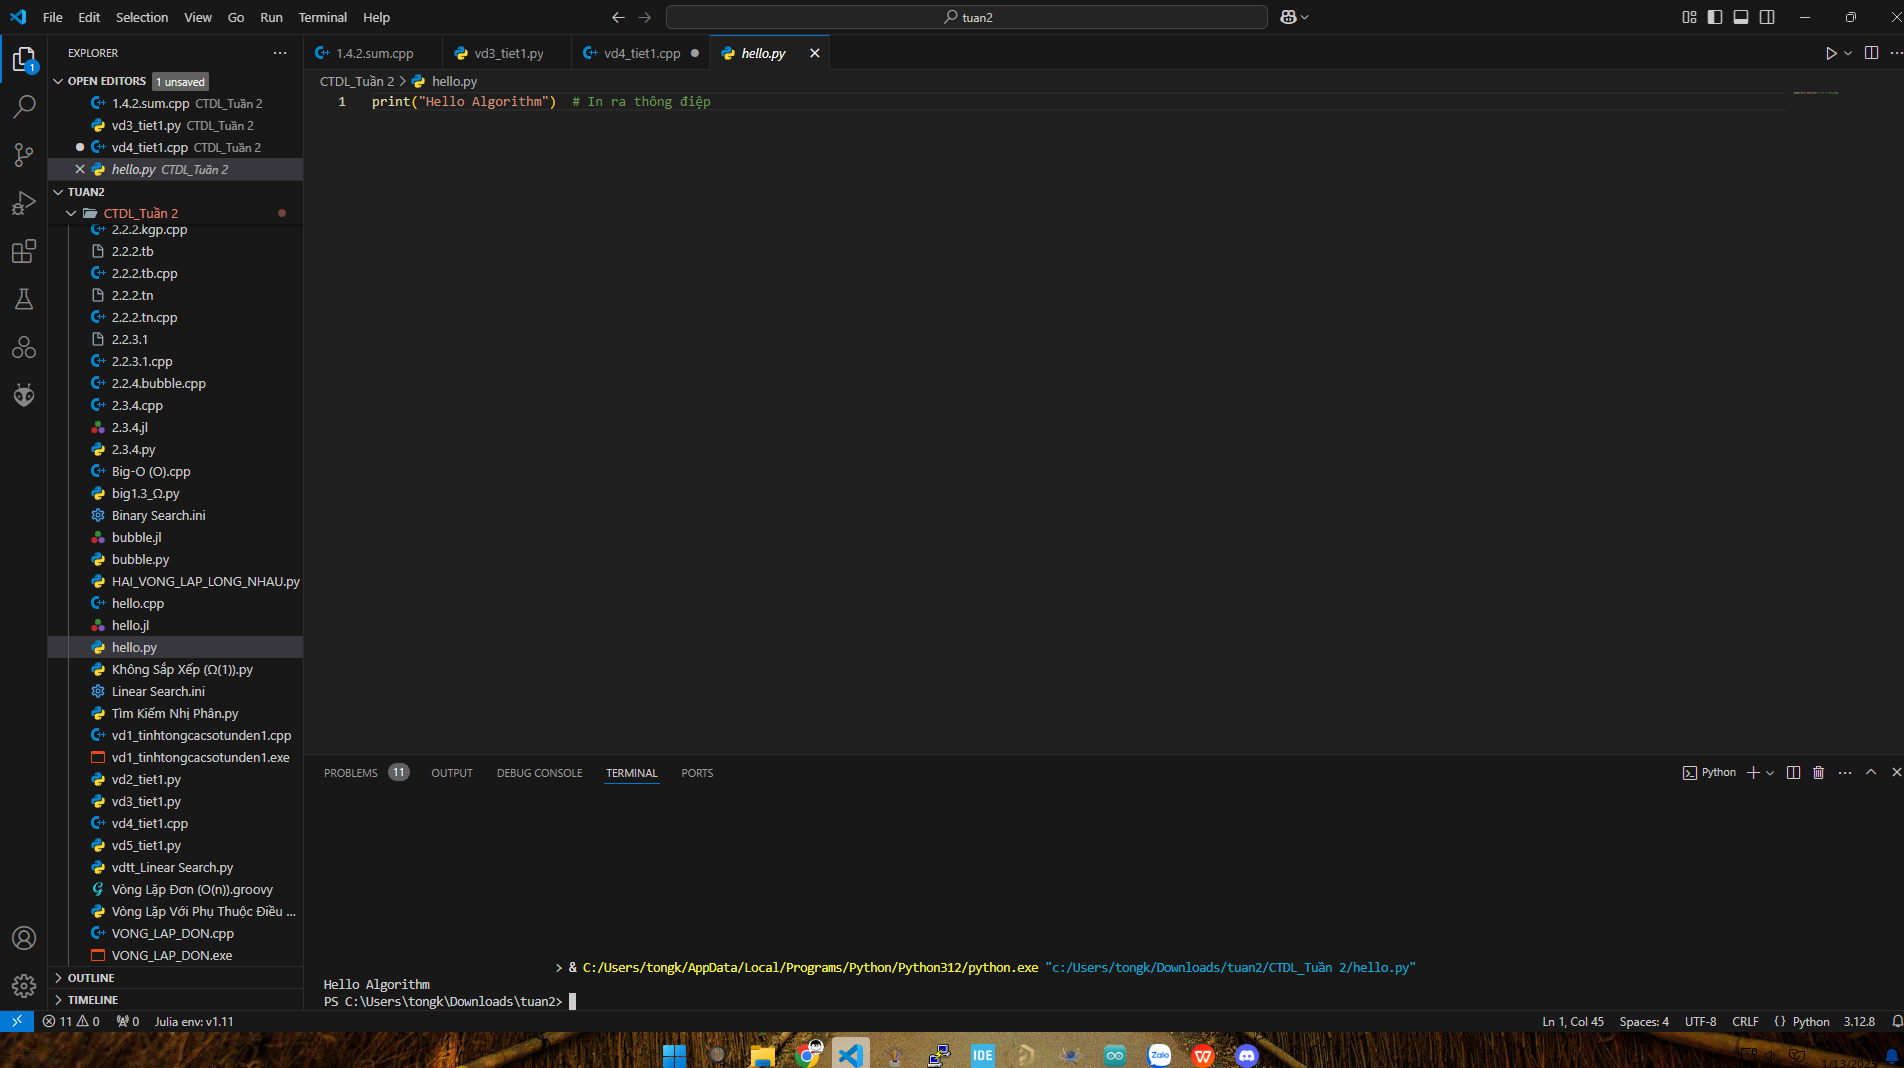 File Edit Selection View Go Run Terminal Help
tuan2
EXPLORER
1
OPEN EDITORS 1 unsaved
1.4.2.sum.cpp CTDL_Tuần 2
vd3_tiet1.py CTDL_Tuần 2
vd4_tiet1.cpp CTDL_Tuần 2
hello.py CTDL_Tuần 2
TUAN2
CTDL_Tuần 2
2.2.2.kgp.cpp
2.2.2.tb
2.2.2.tb.cpp
2.2.2.tn
2.2.2.tn.cpp
2.2.3.1
2.2.3.1.cpp
2.2.4.bubble.cpp
2.3.4.cpp
2.3.4.jl
2.3.4.py
Big-O (O).cpp
big1.3_Ω.py
Binary Search.ini
bubble.jl
bubble.py
HAI_VONG_LAP_LONG_NHAU.py
hello.cpp
hello.jl
hello.py
Không Sắp Xếp (Ω(1)).py
Linear Search.ini
Tìm Kiếm Nhị Phân.py
vd1_tinhtongcacsotunden1.cpp
vd1_tinhtongcacsotunden1.exe
vd2_tiet1.py
vd3_tiet1.py
vd4_tiet1.cpp
vd5_tiet1.py
vdtt_Linear Search.py
Vòng Lặp Đơn (O(n)).groovy
Vòng Lặp Với Phụ Thuộc Điều ...
VONG_LAP_DON.cpp
VONG_LAP_DON.exe
OUTLINE
TIMELINE
1.4.2.sum.cpp vd3_tiet1.py vd4_tiet1.cpp hello.py
CTDL_Tuần 2 > hello.py
1 print("Hello Algorithm") # In ra thông điệp
PROBLEMS 11 OUTPUT DEBUG CONSOLE TERMINAL PORTS
Python
> & C:/Users/tongk/AppData/Local/Programs/Python/Python312/python.exe "c:/Users/tongk/Downloads/tuan2/CTDL_Tuần 2/hello.py"
Hello Algorithm
PS C:\Users\tongk\Downloads\tuan2>
11 0 0 Julia env: v1.11
Ln 1, Col 45 Spaces: 4 UTF-8 CRLF {} Python 3.12.8
IDE
Zalo